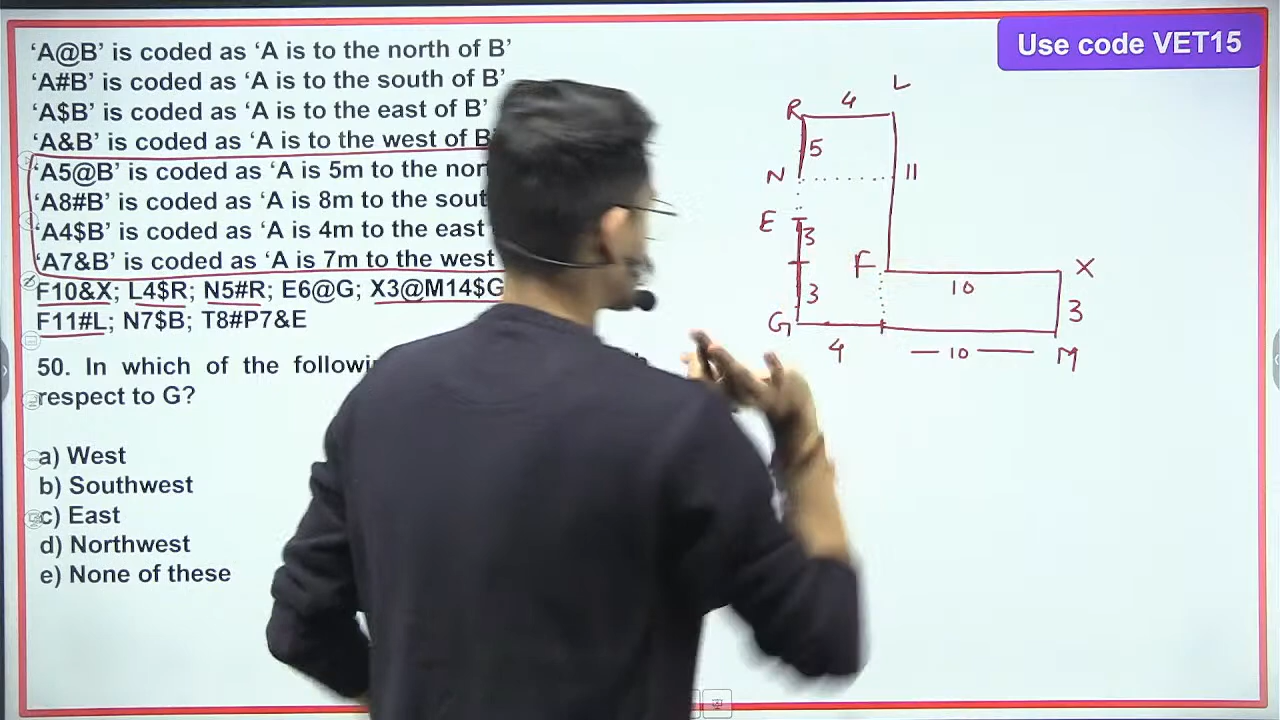 Use code VET15
‘A@B’ is coded as ‘A is to the north of B’
‘A#B’ is coded as ‘A is to the south of B’
‘A$B’ is coded as ‘A is to the east of B’
‘A&B’ is coded as ‘A is to the west of B
‘A5@B’ is coded as ‘A is 5m to the
‘A8#B’ is coded as ‘A is 8m to the
‘A4$B’ is coded as ‘A is 4m to the east
‘A7&B’ is coded as ‘A is 7m to the west
F10&X; L4$R; N5#R; E6@G; X3@M14$G
F11#L; N7$B; T8#P7&E
50. In which of the
respect to G?
a) West
b) Southwest
c) East
d) Northwest
e) None of these
L
R 4
5
N 11
E 3
F X
10
3 3
G
4 10 M